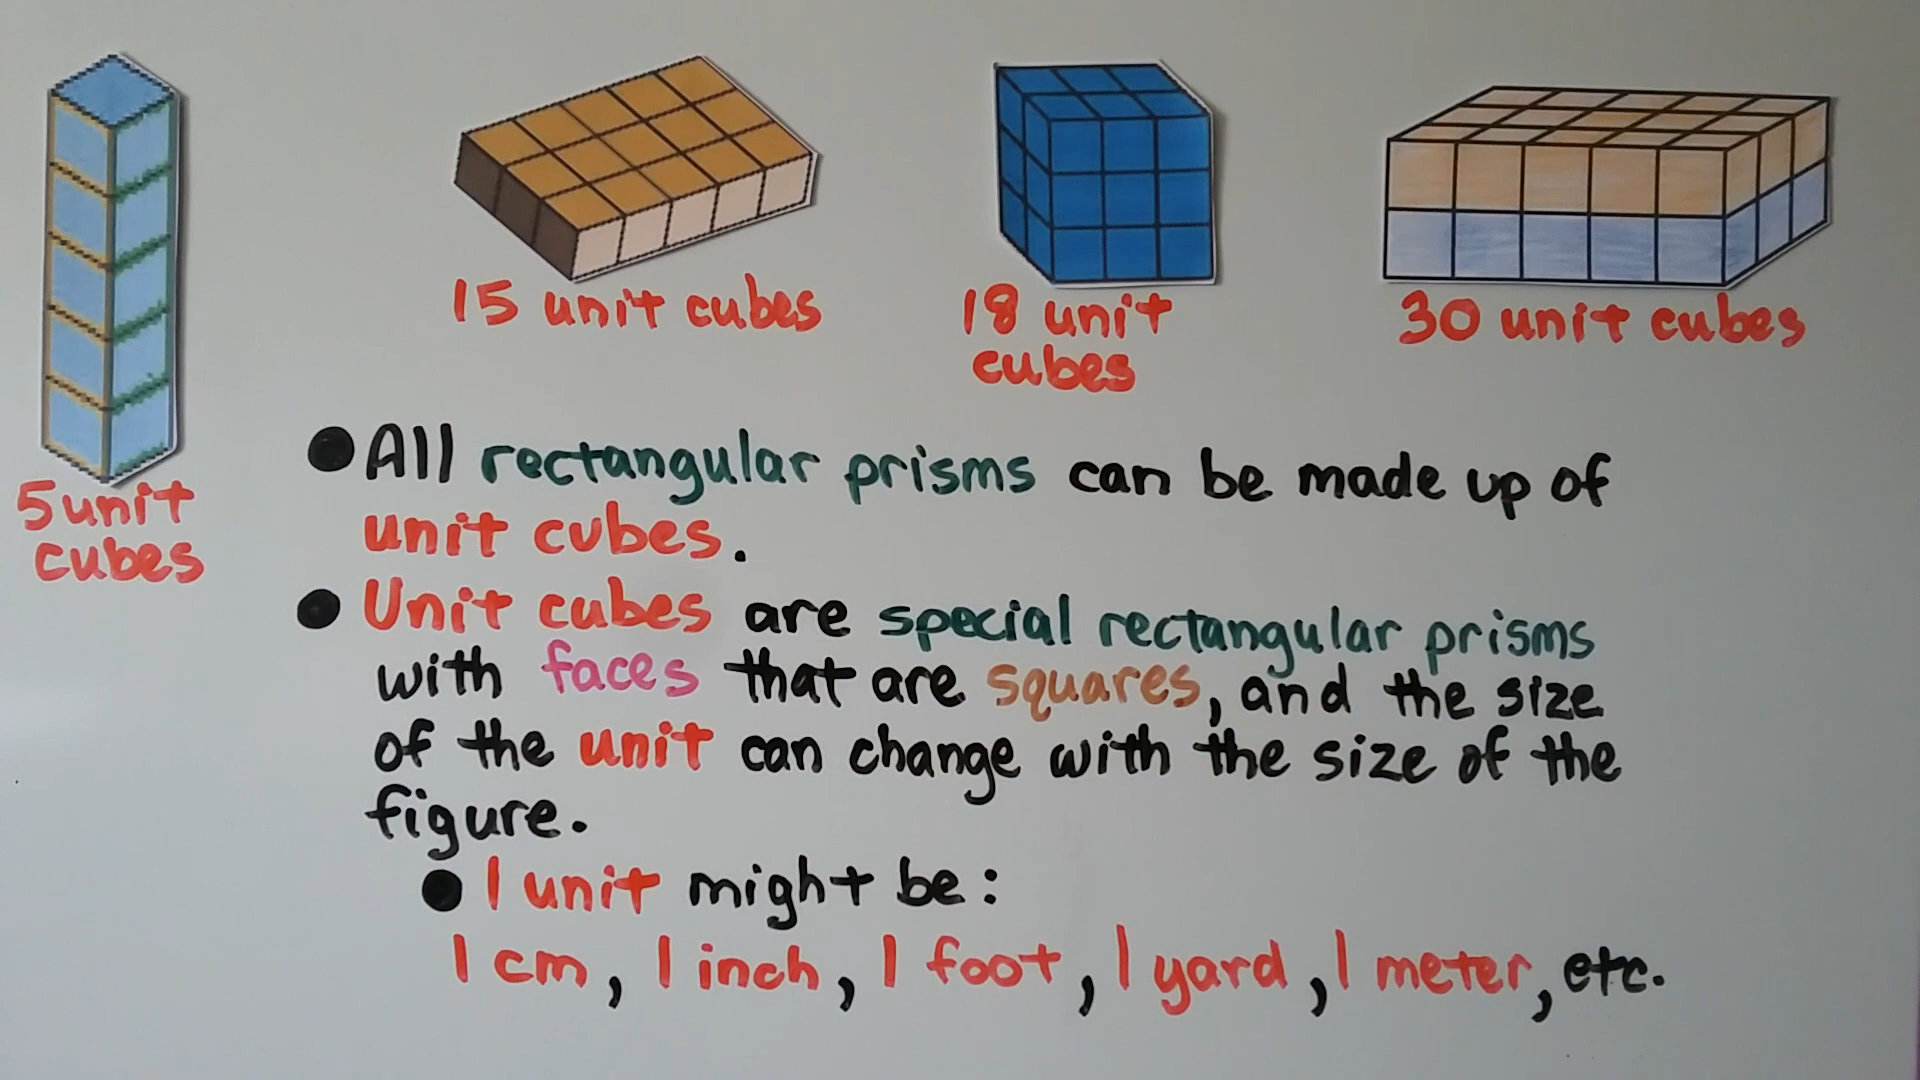 15 unit cubes
18 unit
cubes
30 unit cubes
5 unit
cubes
● All rectangular prisms can be made up of
unit cubes.
● Unit cubes are special rectangular prisms
with faces that are squares, and the size
of the unit can change with the size of the
figure.
● 1 unit might be:
1 cm, 1 inch, 1 foot, 1 yard, 1 meter, etc.